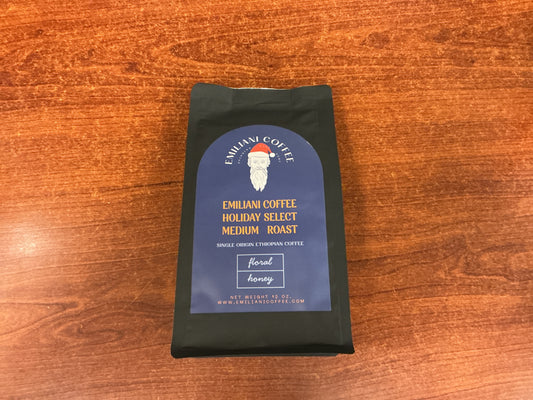 EMILIANI COFFEE
EMILIANI COFFEE
HOLIDAY SELECT
MEDIUM ROAST
SINGLE ORIGIN ETHIOPIAN COFFEE
floral
honey
NET WEIGHT 12 OZ.
WWW.EMILIANICOFFEE.COM